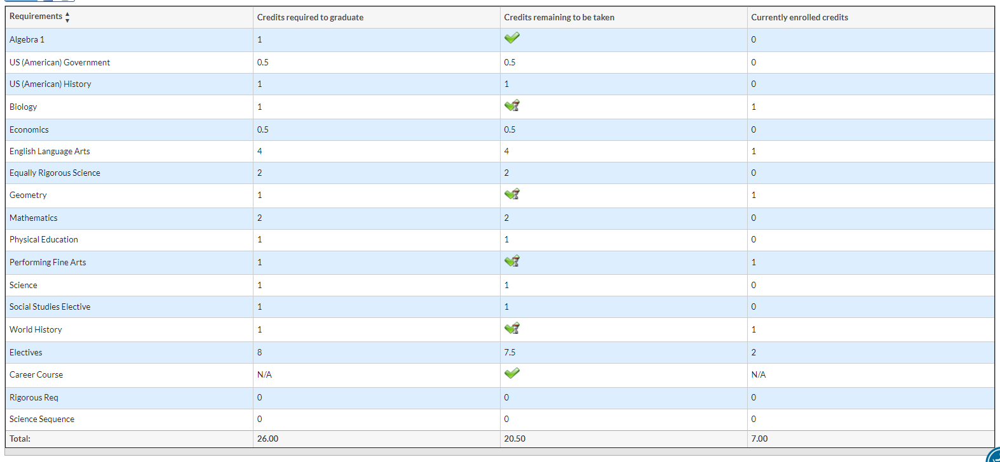 Requirements Credits required to graduate Credits remaining to be taken Currently enrolled credits
Algebra 1 1 0
US (American) Government 0.5 0.5 0
US (American) History 1 1 0
Biology 1 1
Economics 0.5 0.5 0
English Language Arts 4 4 1
Equally Rigorous Science 2 2 0
Geometry 1 1
Mathematics 2 2 0
Physical Education 1 1 0
Performing Fine Arts 1 1
Science 1 1 0
Social Studies Elective 1 1 0
World History 1 1
Electives 8 7.5 2
Career Course N/A N/A
Rigorous Req 0 0 0
Science Sequence 0 0 0
Total: 26.00 20.50 7.00